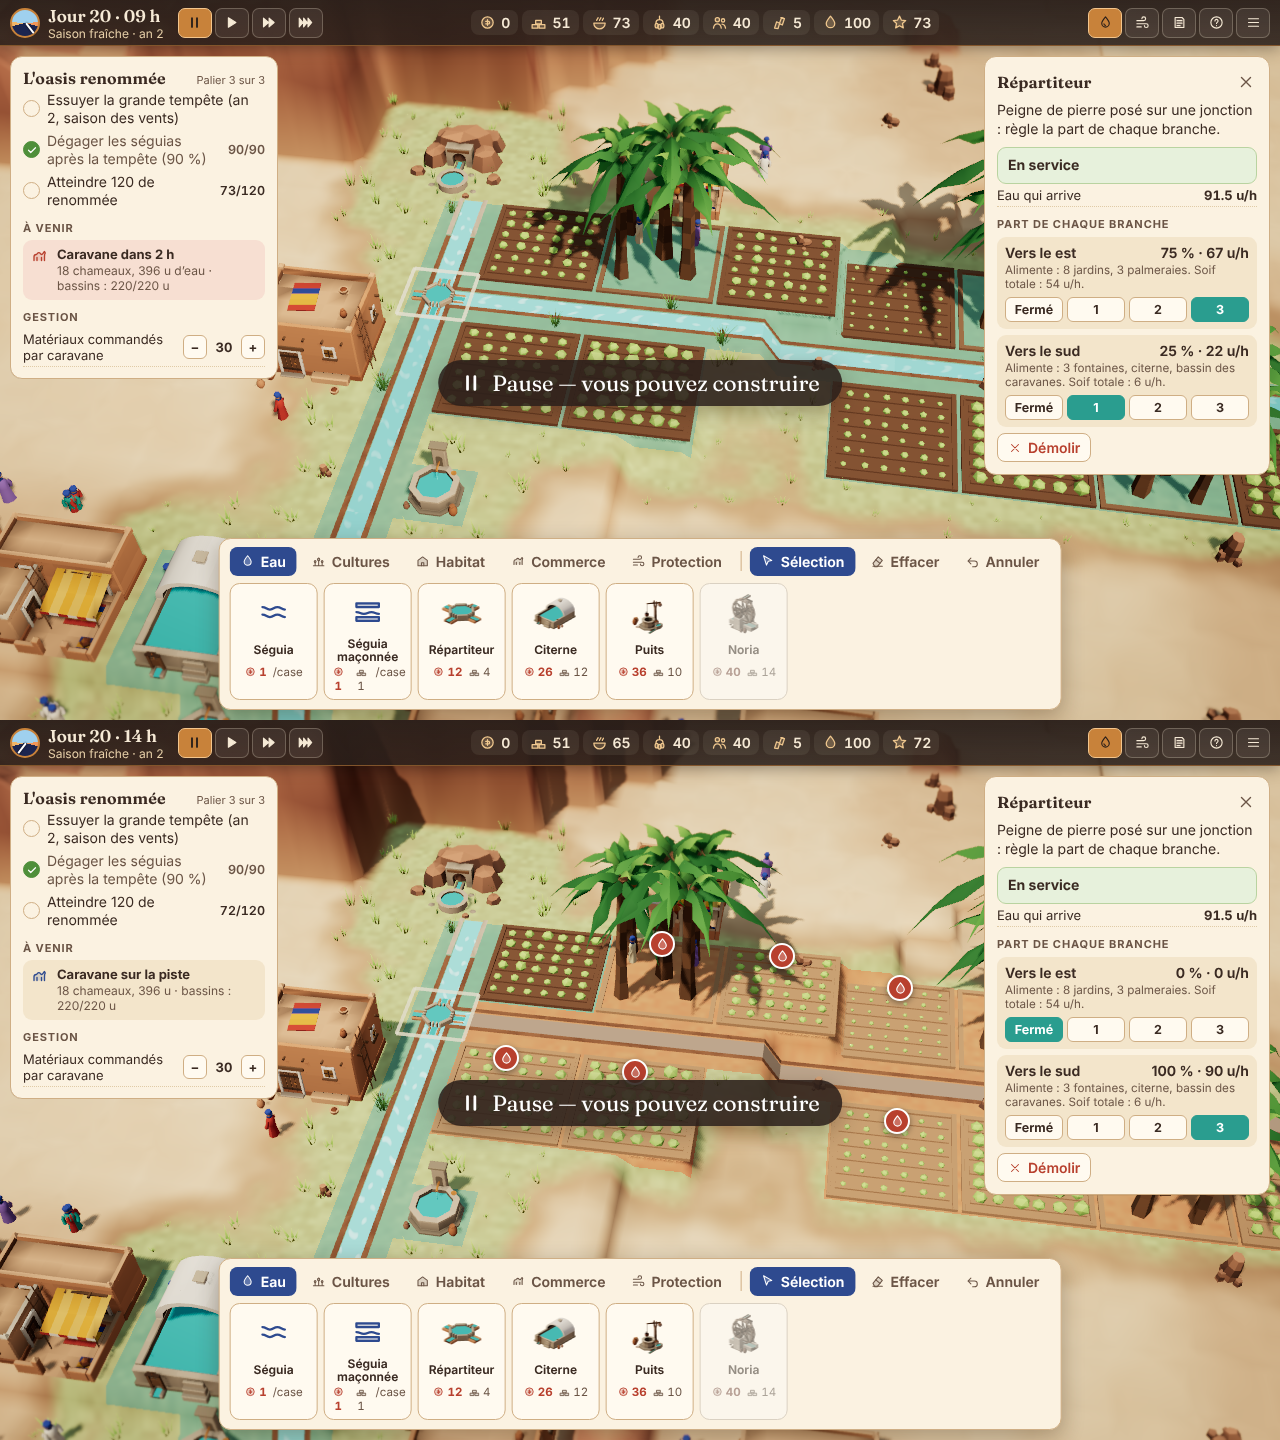 Jour 20 · 09 h
Saison fraîche · an 2
0 51 73 40 40 5 100 73
L'oasis renommée Palier 3 sur 3
Essuyer la grande tempête (an
2, saison des vents)
Dégager les séguias
après la tempête (90 %) 90/90
Atteindre 120 de
renommée 73/120
À VENIR
Caravane dans 2 h
18 chameaux, 396 u d'eau ·
bassins : 220/220 u
GESTION
Matériaux commandés
par caravane − 30 +
Répartiteur
Peigne de pierre posé sur une jonction
: règle la part de chaque branche.
En service
Eau qui arrive 91.5 u/h
PART DE CHAQUE BRANCHE
Vers le est 75 % · 67 u/h
Alimente : 8 jardins, 3 palmeraies. Soif
totale : 54 u/h.
Fermé 1 2 3
Vers le sud 25 % · 22 u/h
Alimente : 3 fontaines, citerne, bassin des
caravanes. Soif totale : 6 u/h.
Fermé 1 2 3
Démolir
Pause — vous pouvez construire
Eau Cultures Habitat Commerce Protection Sélection Effacer Annuler
Séguia
1 /case
Séguia
maçonnée
1 1 /case
Répartiteur
12 4
Citerne
26 12
Puits
36 10
Noria
40 14
Jour 20 · 14 h
Saison fraîche · an 2
0 51 65 40 40 5 100 72
L'oasis renommée Palier 3 sur 3
Essuyer la grande tempête (an
2, saison des vents)
Dégager les séguias
après la tempête (90 %) 90/90
Atteindre 120 de
renommée 72/120
À VENIR
Caravane sur la piste
18 chameaux, 396 u · bassins :
220/220 u
GESTION
Matériaux commandés
par caravane − 30 +
Répartiteur
Peigne de pierre posé sur une jonction
: règle la part de chaque branche.
En service
Eau qui arrive 91.5 u/h
PART DE CHAQUE BRANCHE
Vers le est 0 % · 0 u/h
Alimente : 8 jardins, 3 palmeraies. Soif
totale : 54 u/h.
Fermé 1 2 3
Vers le sud 100 % · 90 u/h
Alimente : 3 fontaines, citerne, bassin des
caravanes. Soif totale : 6 u/h.
Fermé 1 2 3
Démolir
Pause — vous pouvez construire
Eau Cultures Habitat Commerce Protection Sélection Effacer Annuler
Séguia
1 /case
Séguia
maçonnée
1 1 /case
Répartiteur
12 4
Citerne
26 12
Puits
36 10
Noria
40 14